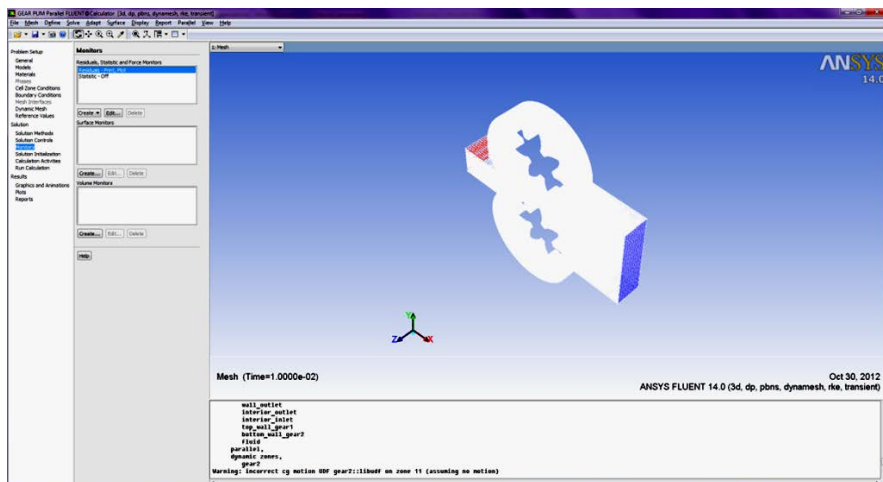 GEAR PUM Parallel FLUENT@Calculator [3d, dp, pbns, dynamesh, rke, transient]
File Mesh Define Solve Adapt Surface Display Report Parallel View Help
Problem Setup
General
Models
Materials
Phases
Cell Zone Conditions
Boundary Conditions
Mesh Interfaces
Dynamic Mesh
Reference Values
Solution
Solution Methods
Solution Controls
Monitors
Solution Initialization
Calculation Activities
Run Calculation
Results
Graphics and Animations
Plots
Reports
Monitors
Residuals, Statistic and Force Monitors
Residuals - Print, Plot
Statistic - Off
Create Edit... Delete
Surface Monitors
Create... Edit... Delete
Volume Monitors
Create... Edit... Delete
Help
1: Mesh
ANSYS
14.0
Y
Z
X
Mesh (Time=1.0000e-02)
Oct 30, 2012
ANSYS FLUENT 14.0 (3d, dp, pbns, dynamesh, rke, transient)
wall_outlet
interior_outlet
interior_inlet
top_wall_gear1
bottom_wall_gear2
fluid
parallel,
dynamic zones,
gear2
Warning: incorrect cg motion UDF gear2::libudf on zone 11 (assuming no motion)